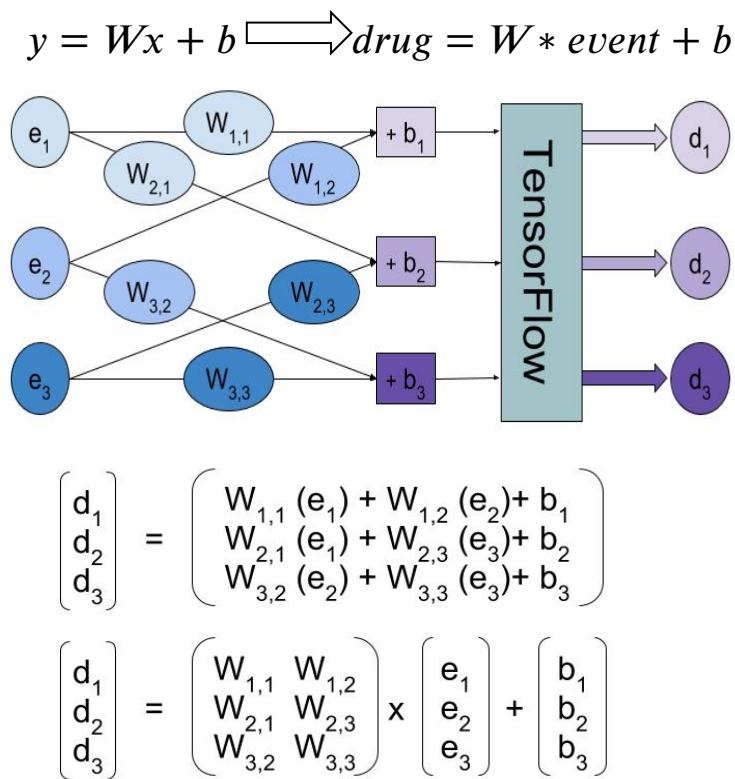 y = Wx + b ⟹ drug = W ∗ event + b
e₁ W₁,₁ + b₁ d₁
W₂,₁ W₁,₂
TensorFlow
e₂ + b₂ d₂
W₃,₂ W₂,₃
e₃ W₃,₃ + b₃ d₃
d₁ W₁,₁ (e₁) + W₁,₂ (e₂)+ b₁
d₂ = W₂,₁ (e₁) + W₂,₃ (e₃)+ b₂
d₃ W₃,₂ (e₂) + W₃,₃ (e₃)+ b₃
d₁ W₁,₁ W₁,₂ e₁ b₁
d₂ = W₂,₁ W₂,₃ x e₂ + b₂
d₃ W₃,₂ W₃,₃ e₃ b₃